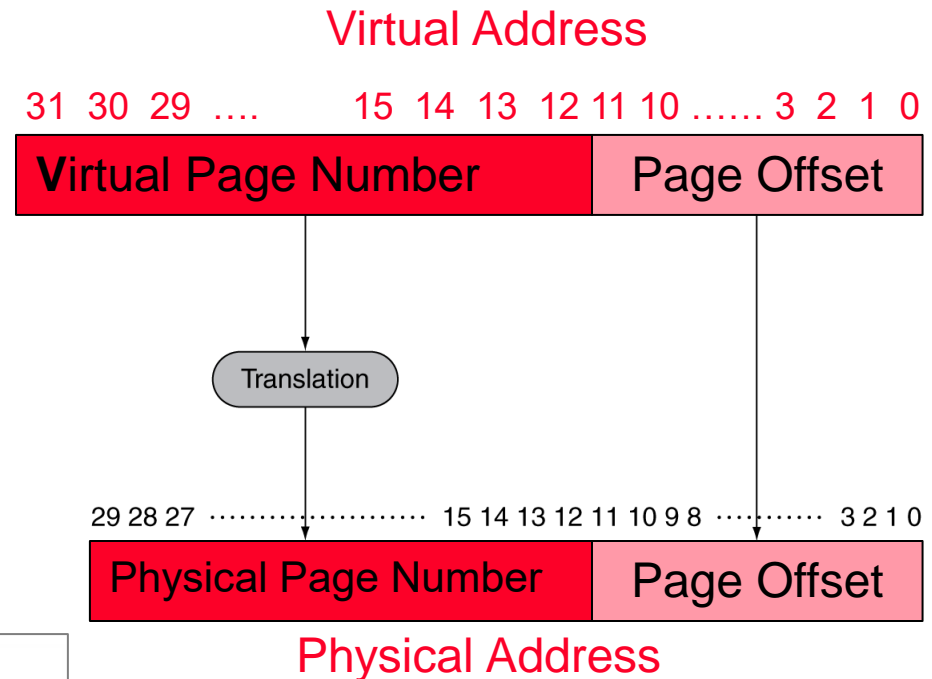 Virtual Address
31 30 29 .... 15 14 13 12 11 10 ...... 3 2 1 0
Virtual Page Number Page Offset
Translation
29 28 27 ······················ 15 14 13 12 11 10 9 8 ··········· 3 2 1 0
Physical Page Number Page Offset
Physical Address